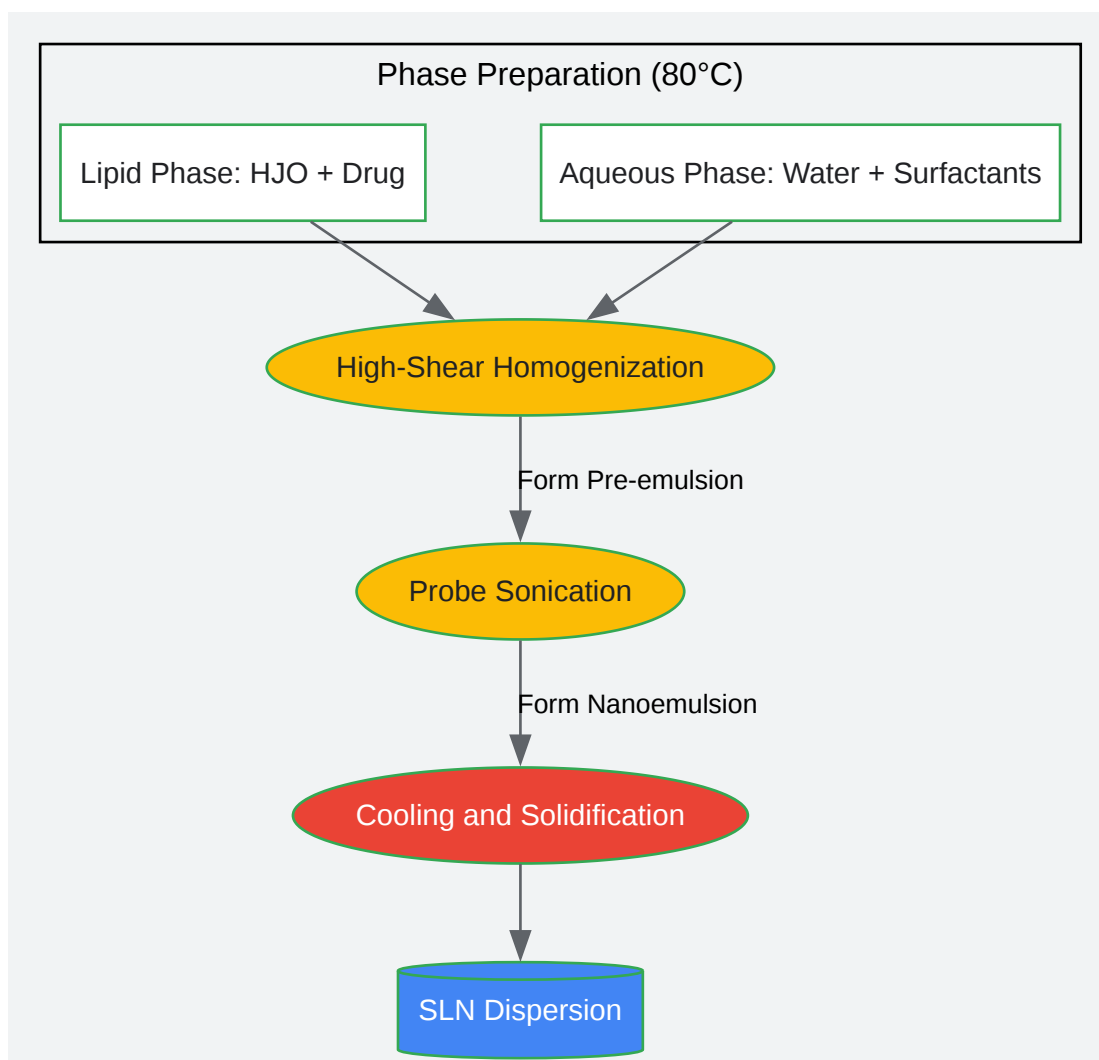 Phase Preparation (80°C)
Lipid Phase: HJO + Drug
Aqueous Phase: Water + Surfactants
High-Shear Homogenization
Form Pre-emulsion
Probe Sonication
Form Nanoemulsion
Cooling and Solidification
SLN Dispersion